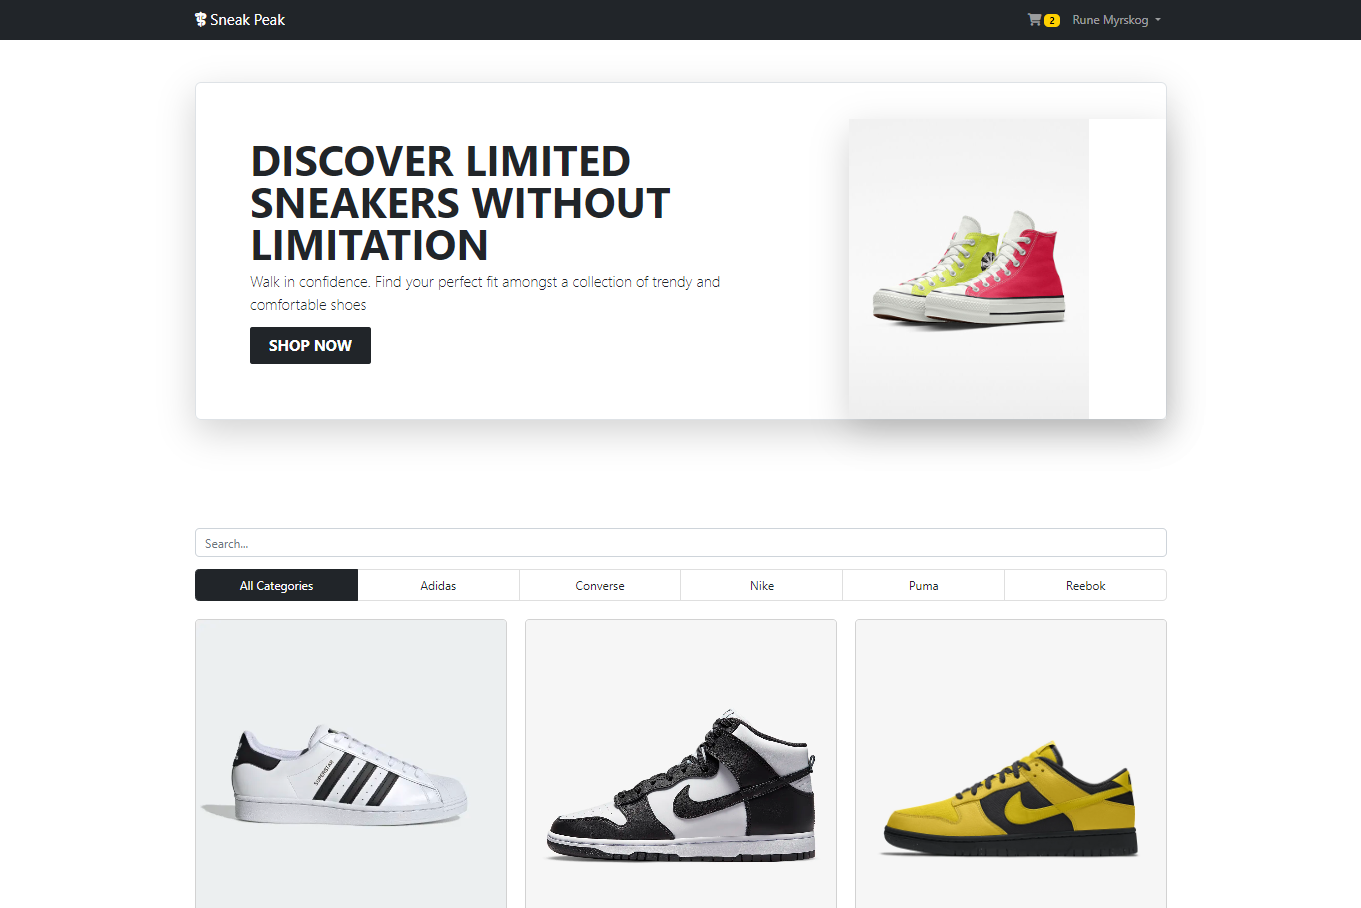 Sneak Peak
2
Rune Myrskog
DISCOVER LIMITED
SNEAKERS WITHOUT
LIMITATION
Walk in confidence. Find your perfect fit amongst a collection of trendy and
comfortable shoes
SHOP NOW
Search...
All Categories
Adidas
Converse
Nike
Puma
Reebok
SUPERSTAR